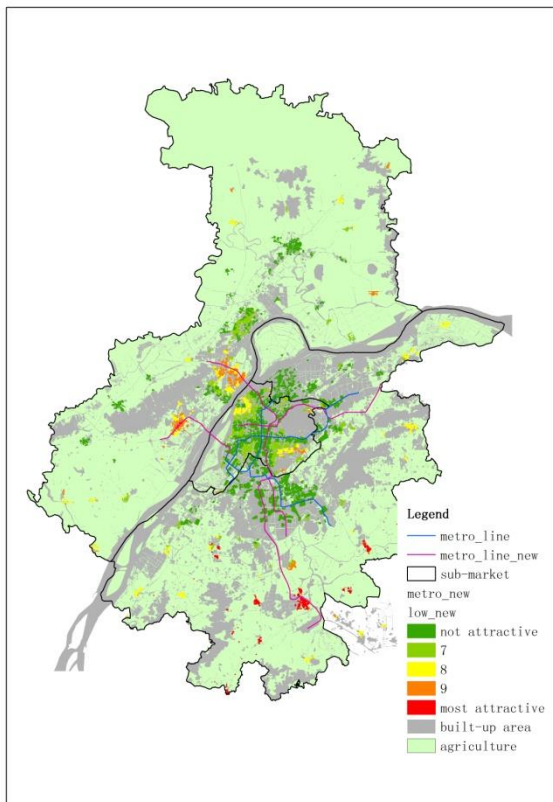 Legend
metro_line
metro_line_new
sub-market
metro_new
low_new
not attractive
7
8
9
most attractive
built-up area
agriculture